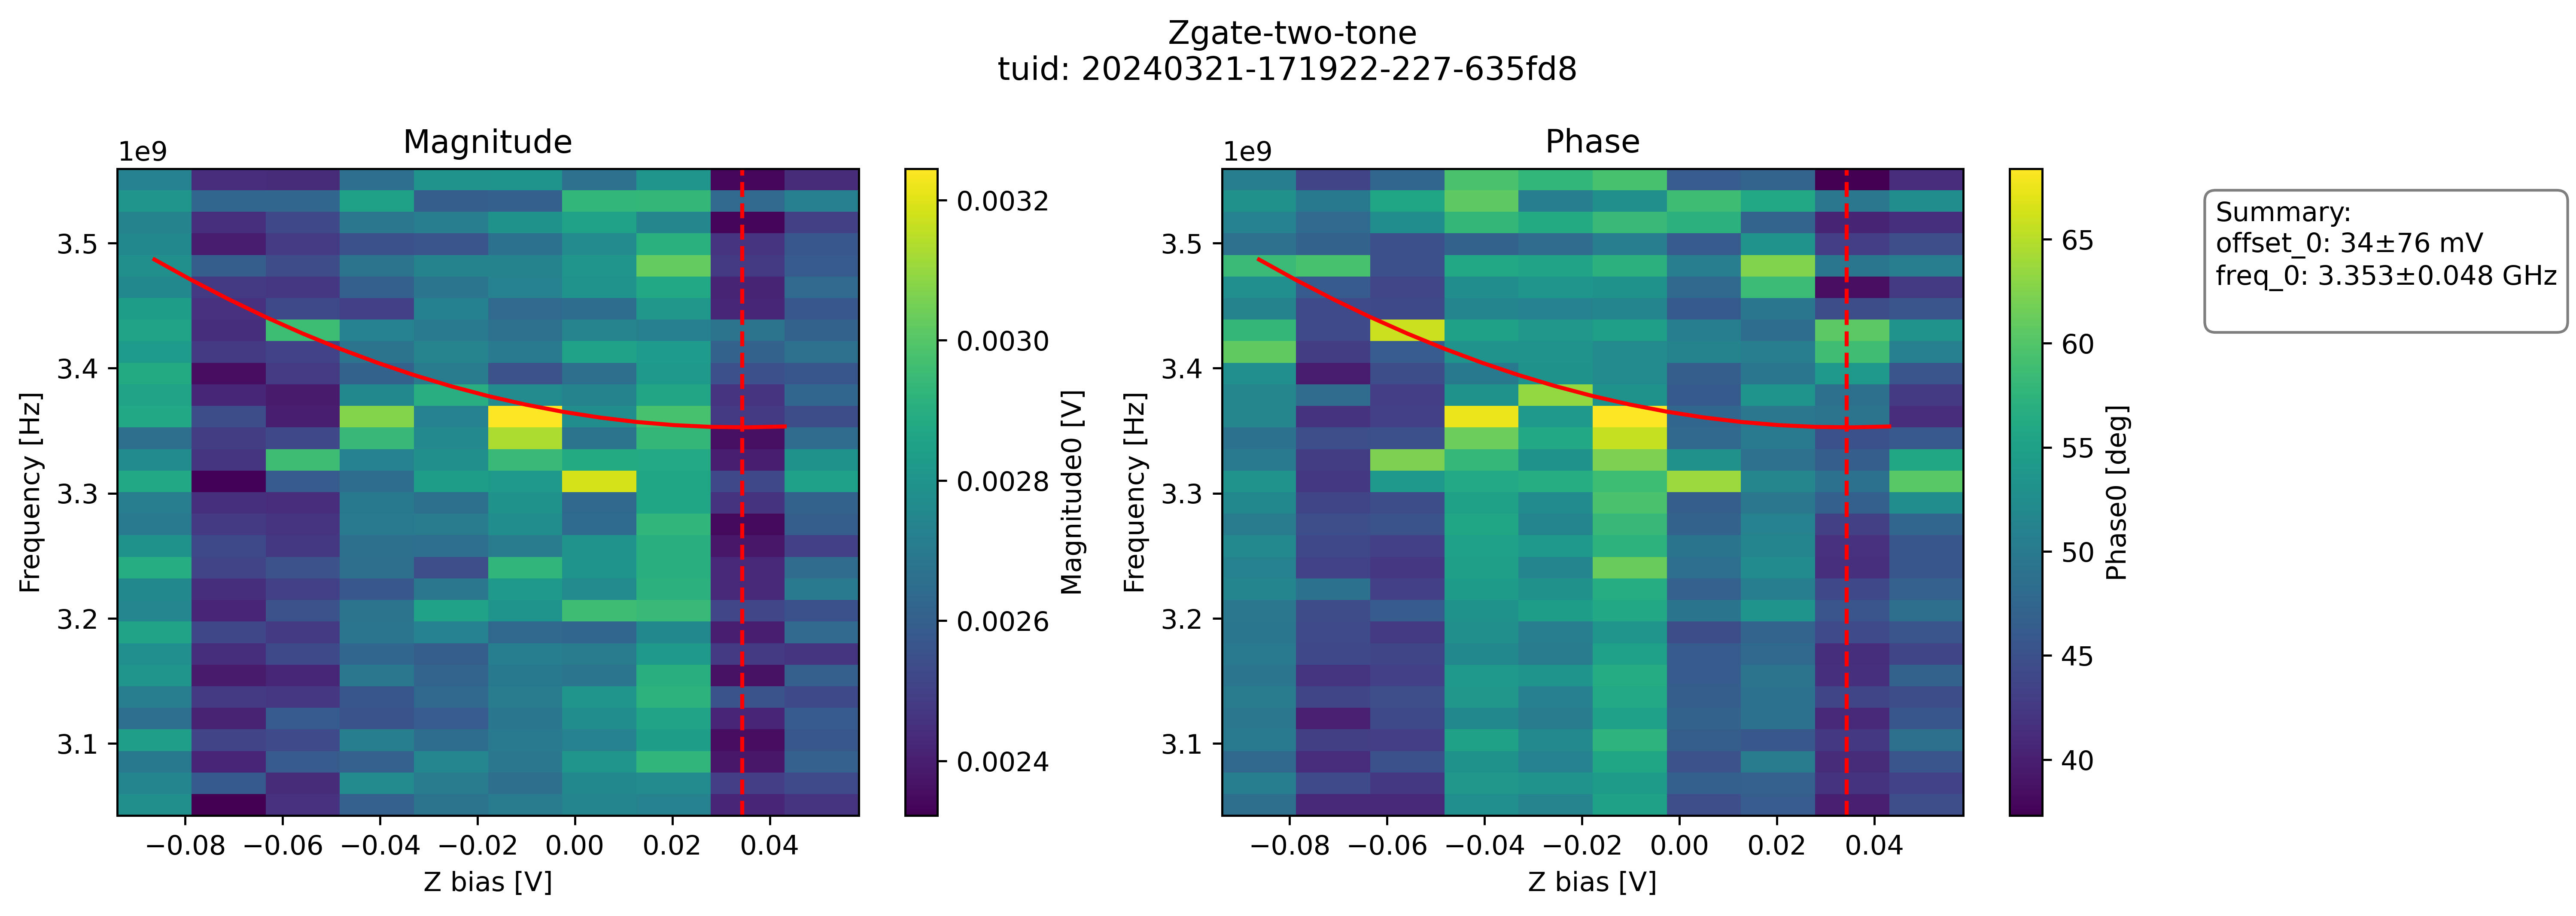 Zgate-two-tone
tuid: 20240321-171922-227-635fd8
Magnitude
1e9
3.5
3.4
3.3
3.2
3.1
Frequency [Hz]
−0.08 −0.06 −0.04 −0.02 0.00 0.02 0.04
Z bias [V]
0.0032
0.0030
0.0028
0.0026
0.0024
Magnitude0 [V]
Phase
1e9
3.5
3.4
3.3
3.2
3.1
Frequency [Hz]
−0.08 −0.06 −0.04 −0.02 0.00 0.02 0.04
Z bias [V]
65
60
55
50
45
40
Phase0 [deg]
Summary:
offset_0: 34±76 mV
freq_0: 3.353±0.048 GHz